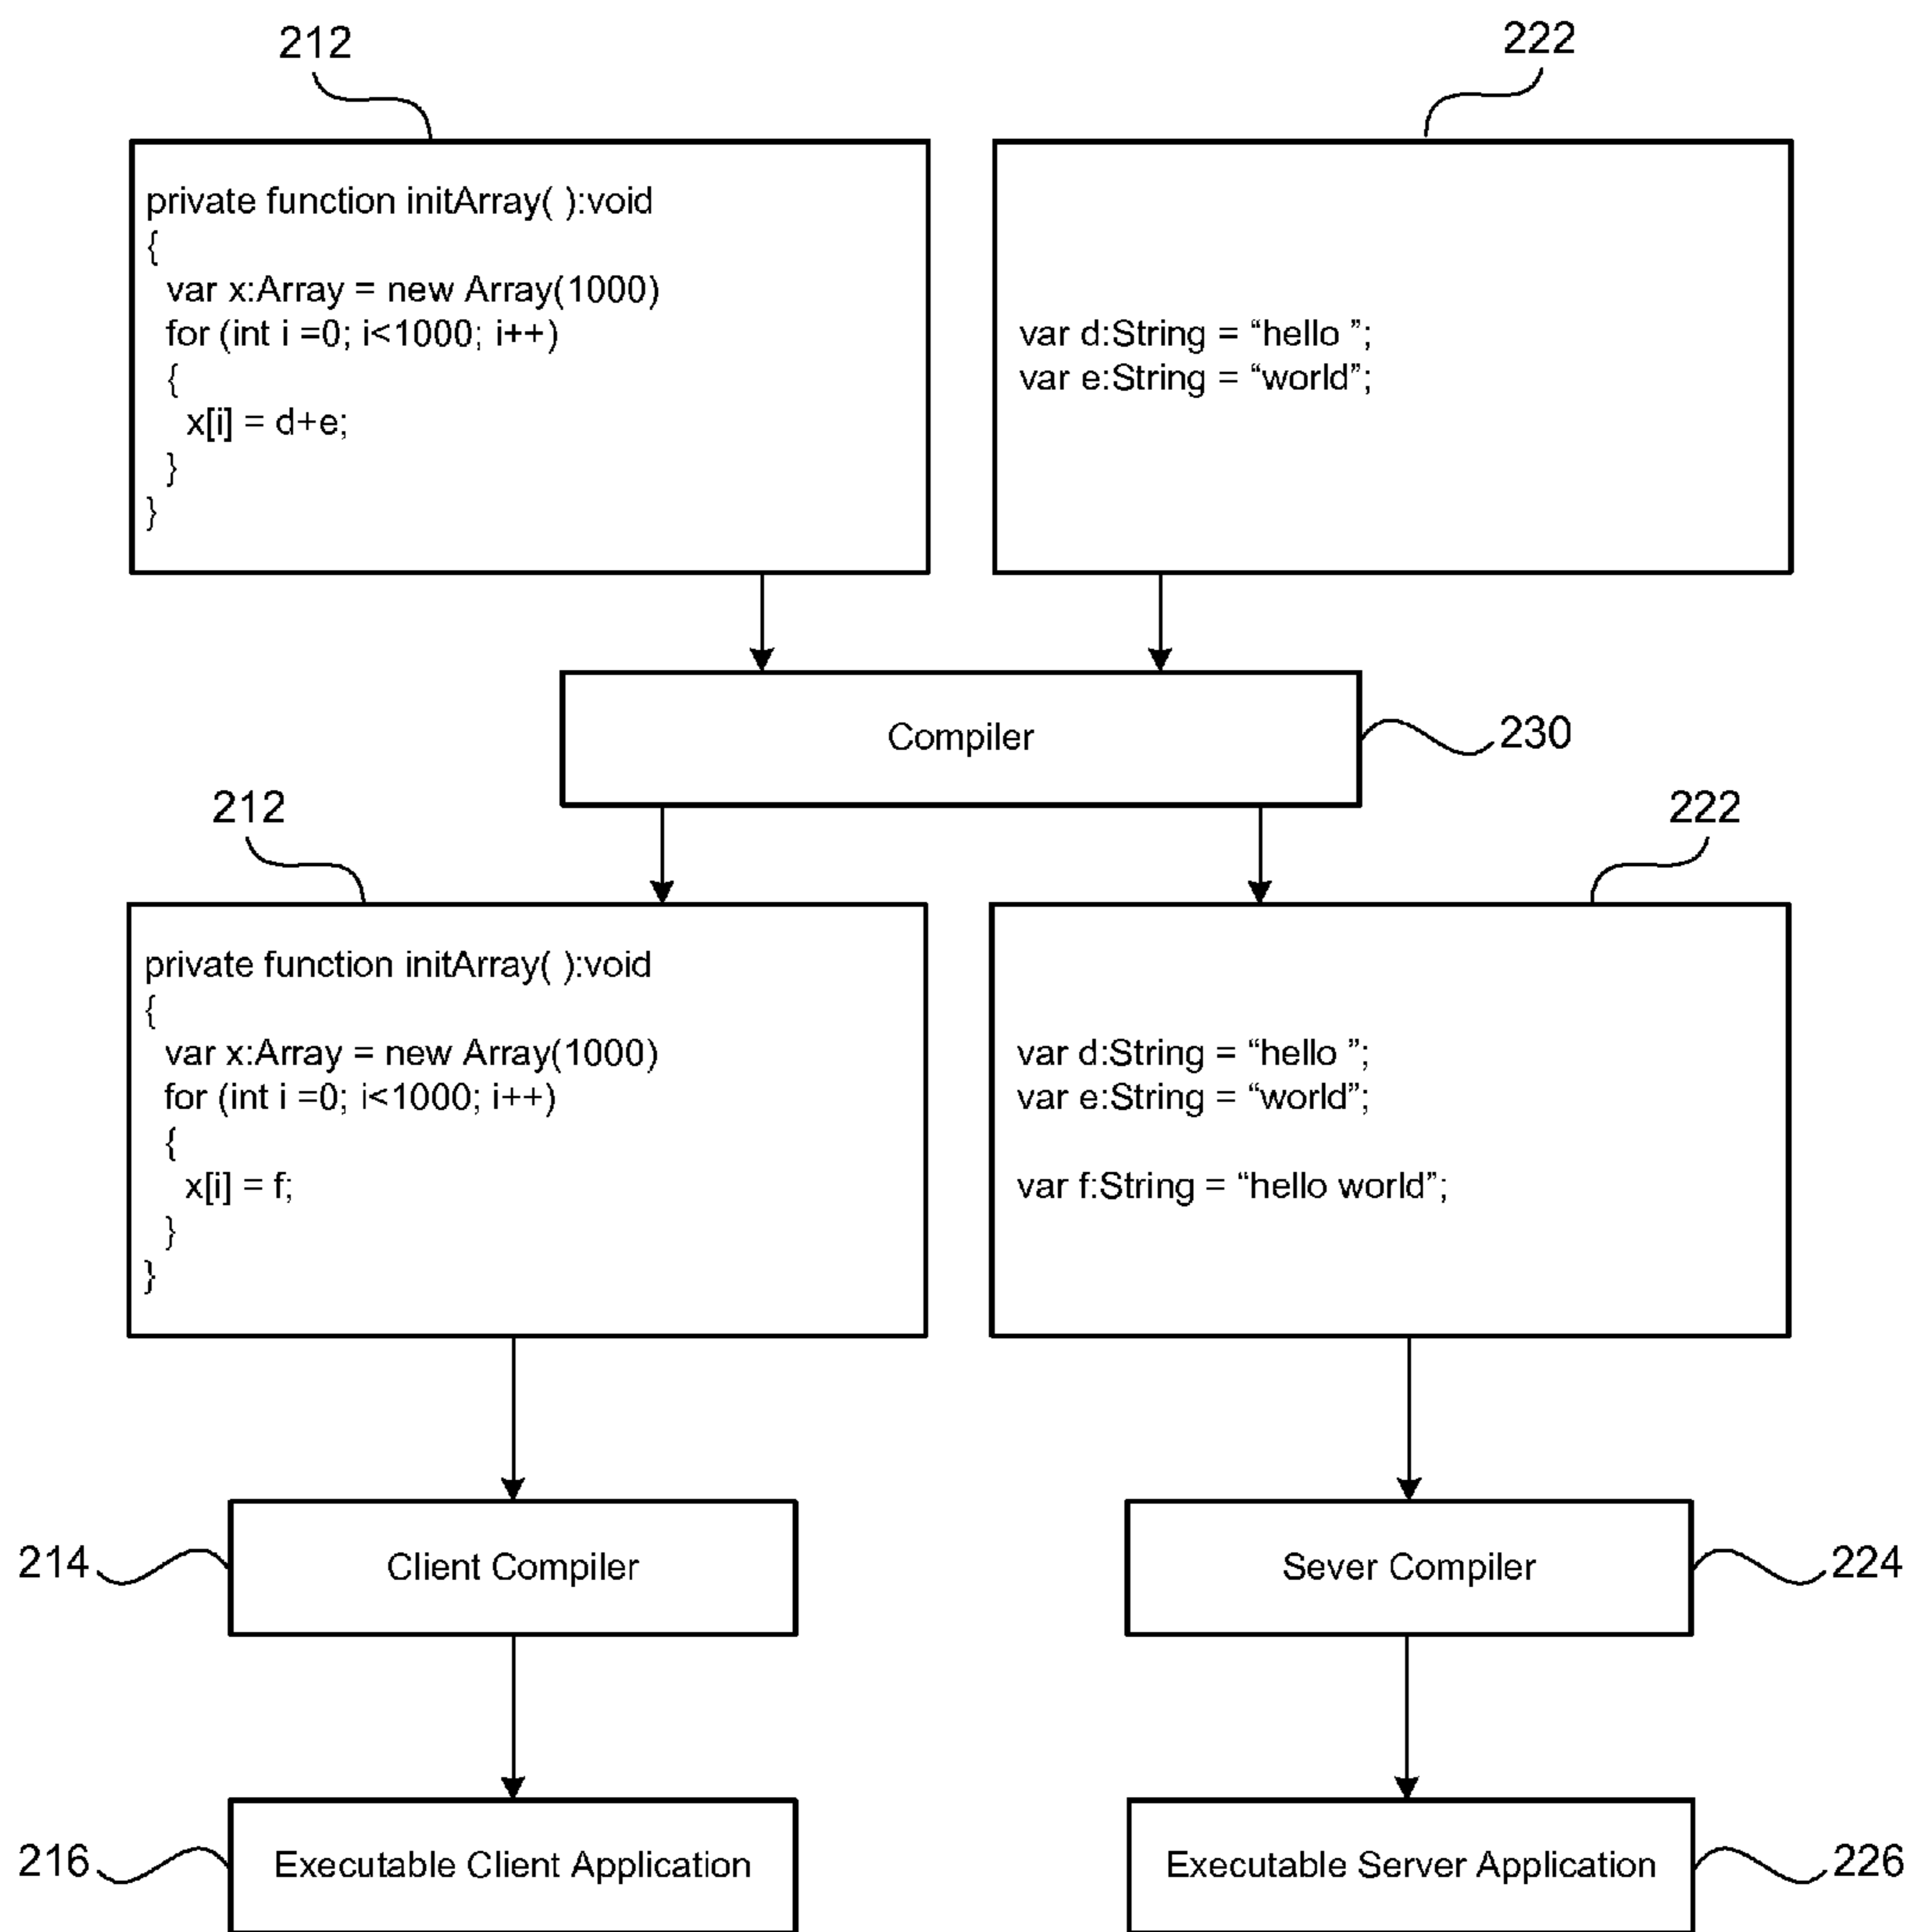 212
222
private function initArray( ):void
{
var x:Array = new Array(1000)
for (int i =0; i<1000; i++)
{
x[i] = d+e;
}
}
var d:String = “hello ”;
var e:String = “world”;
Compiler
230
212
222
private function initArray( ):void
{
var x:Array = new Array(1000)
for (int i =0; i<1000; i++)
{
x[i] = f;
}
}
var d:String = “hello ”;
var e:String = “world”;
var f:String = “hello world”;
214
Client Compiler
Sever Compiler
224
216
Executable Client Application
Executable Server Application
226